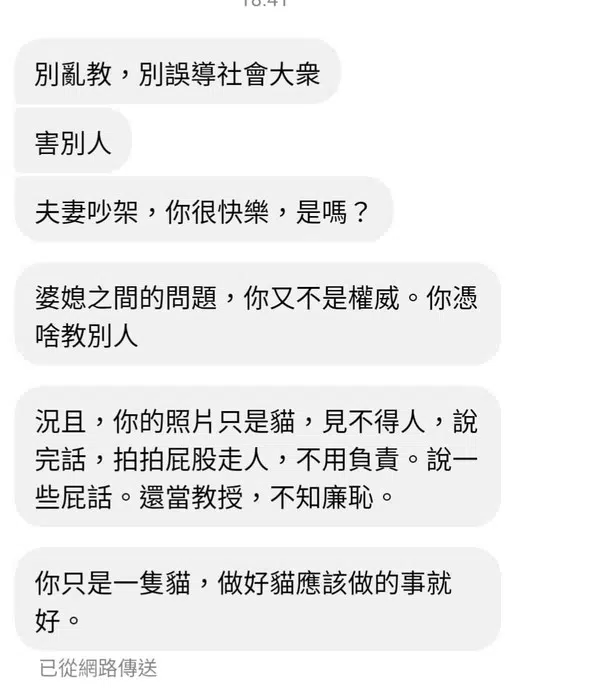 18:41
別亂教，別誤導社會大眾
害別人
夫妻吵架，你很快樂，是嗎？
婆媳之間的問題，你又不是權威。你憑
啥教別人
況且，你的照片只是貓，見不得人，說
完話，拍拍屁股走人，不用負責。說一
些屁話。還當教授，不知廉恥。
你只是一隻貓，做好貓應該做的事就
好。
已從網路傳送